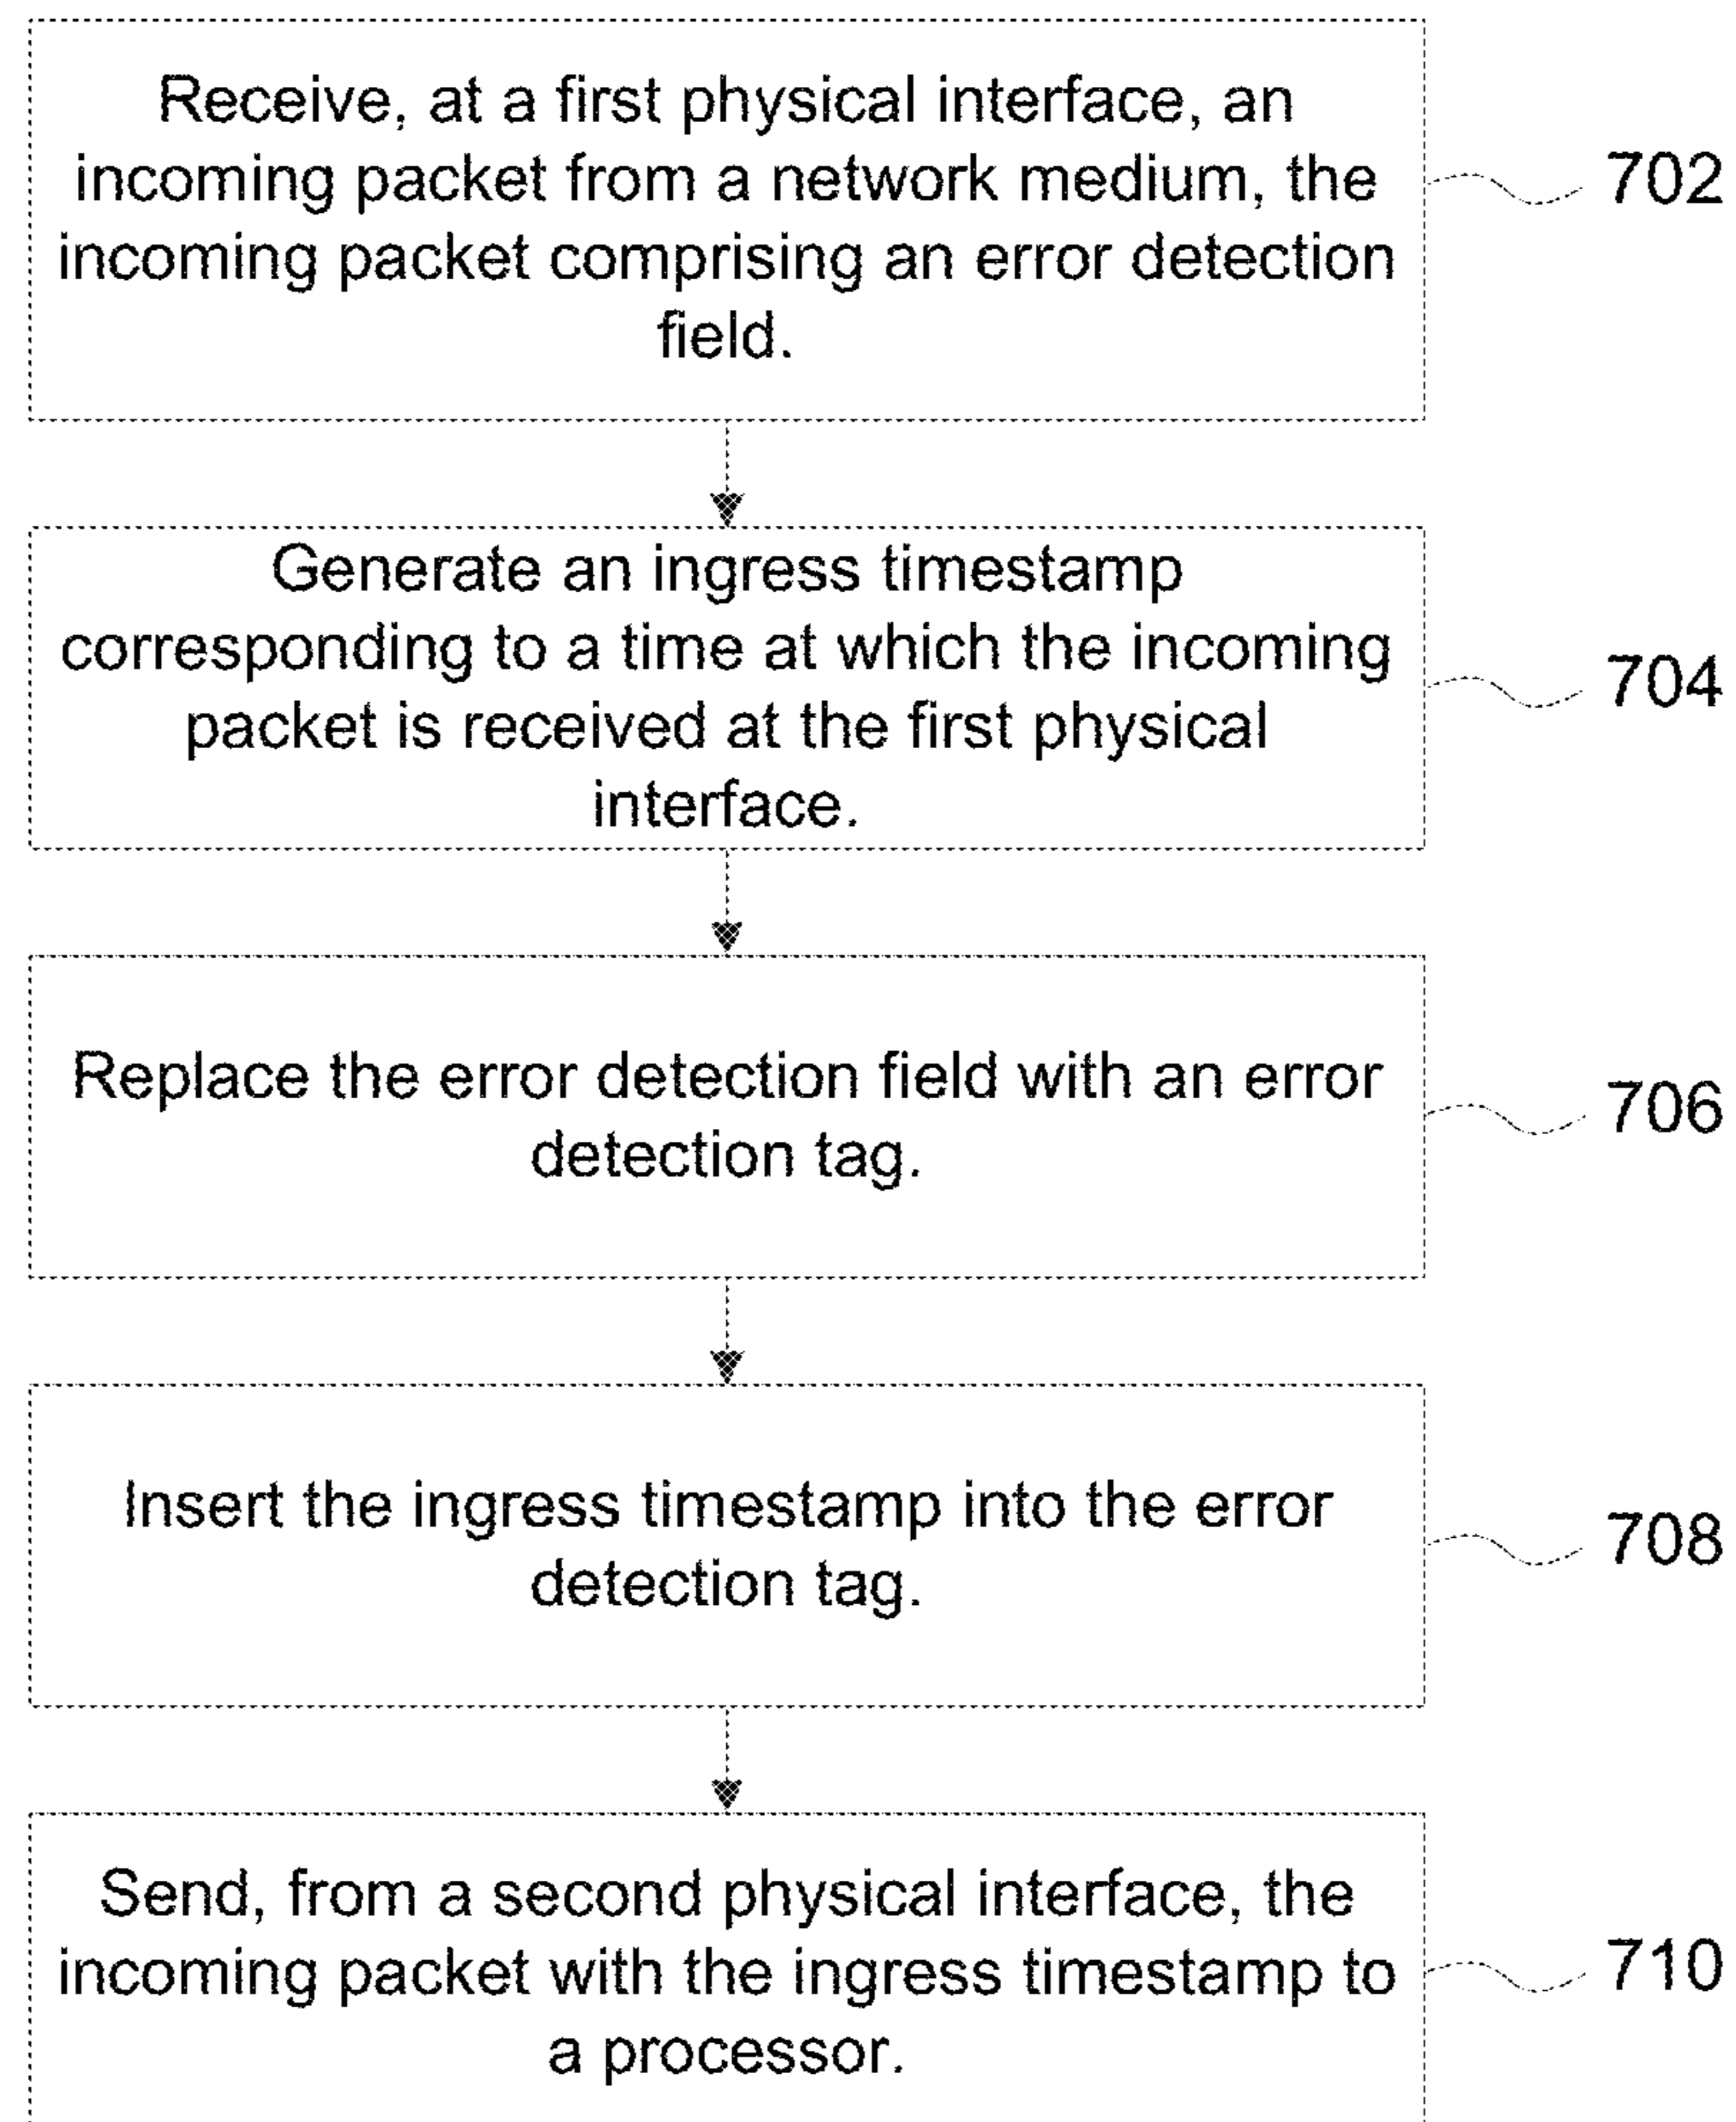 Receive, at a first physical interface, an
incoming packet from a network medium, the
incoming packet comprising an error detection
field.
702
Generate an ingress timestamp
corresponding to a time at which the incoming
packet is received at the first physical
interface.
704
Replace the error detection field with an error
detection tag.
706
Insert the ingress timestamp into the error
detection tag.
708
Send, from a second physical interface, the
incoming packet with the ingress timestamp to
a processor.
710